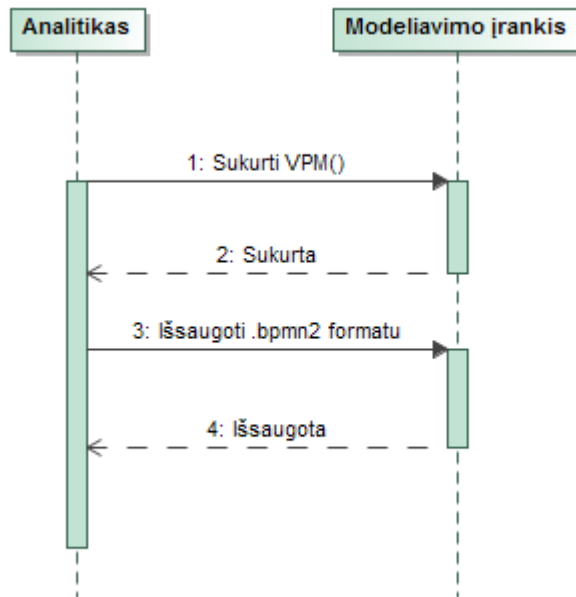 Analitikas
Modeliavimo įrankis
1: Sukurti VPM()
2: Sukurta
3: Išsaugoti .bpmn2 formatu
4: Išsaugota